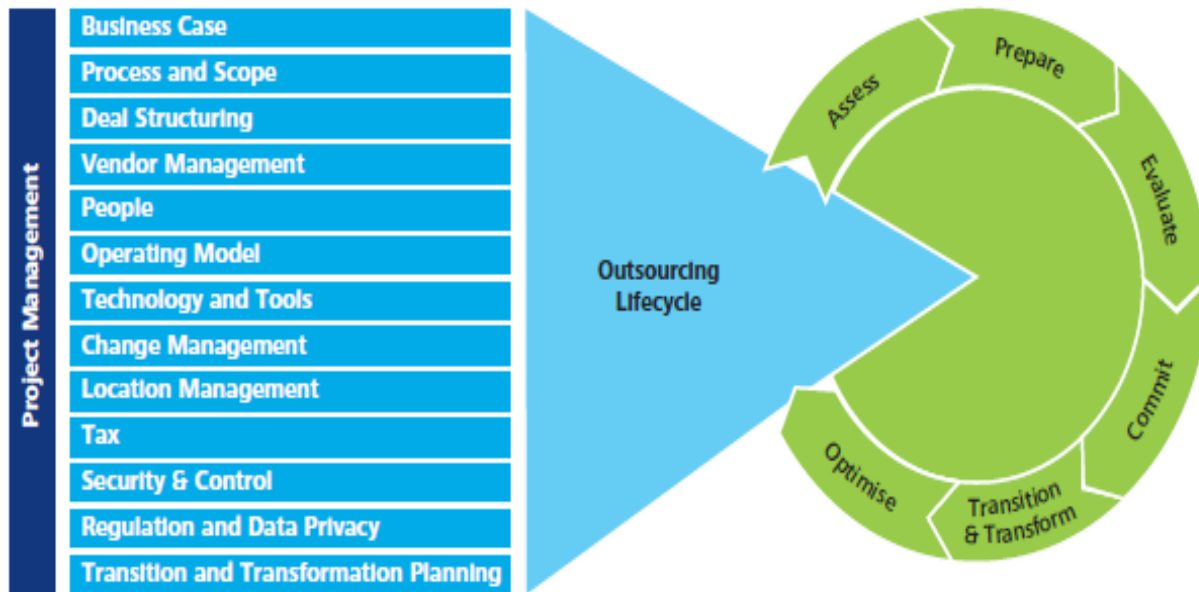 Project Management
Business Case
Process and Scope
Deal Structuring
Vendor Management
People
Operating Model
Technology and Tools
Change Management
Location Management
Tax
Security & Control
Regulation and Data Privacy
Transition and Transformation Planning
Outsourcing
Lifecycle
Assess
Prepare
Evaluate
Commit
Transition
& Transform
Optimise